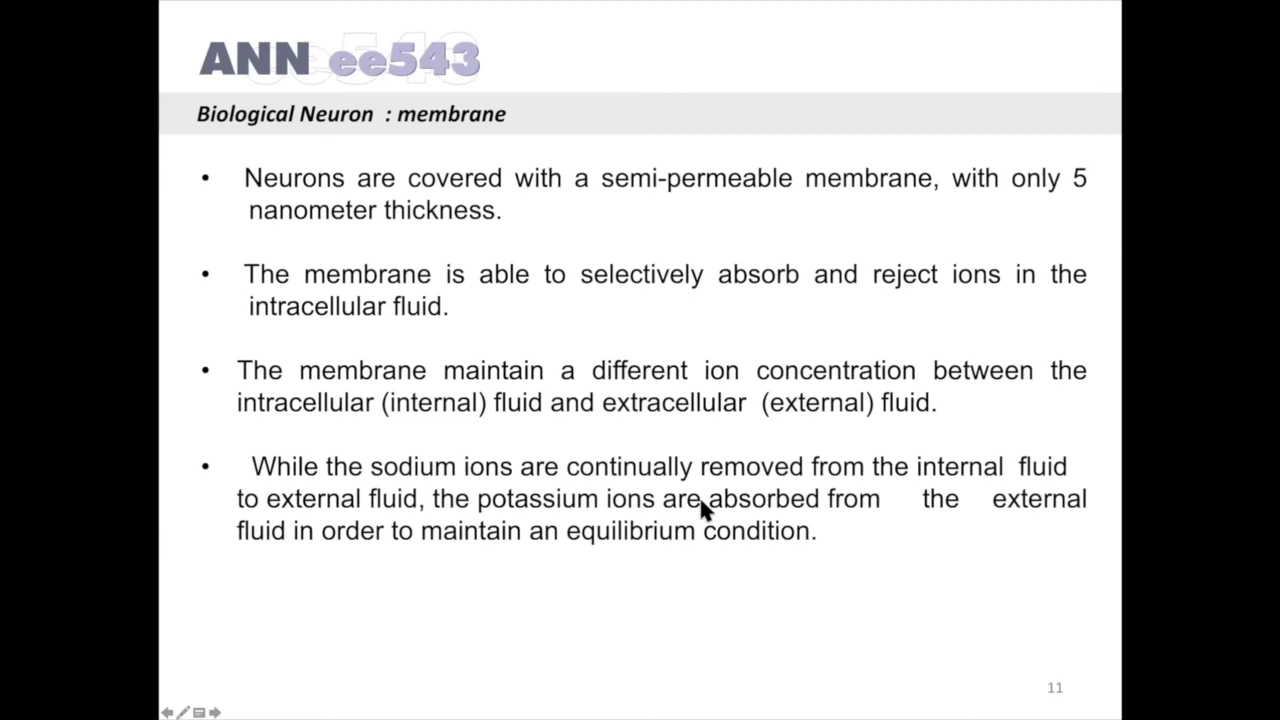 ANN ee543
Biological Neuron : membrane
• Neurons are covered with a semi-permeable membrane, with only 5
nanometer thickness.
• The membrane is able to selectively absorb and reject ions in the
intracellular fluid.
• The membrane maintain a different ion concentration between the
intracellular (internal) fluid and extracellular (external) fluid.
• While the sodium ions are continually removed from the internal fluid
to external fluid, the potassium ions are absorbed from the external
fluid in order to maintain an equilibrium condition.
11